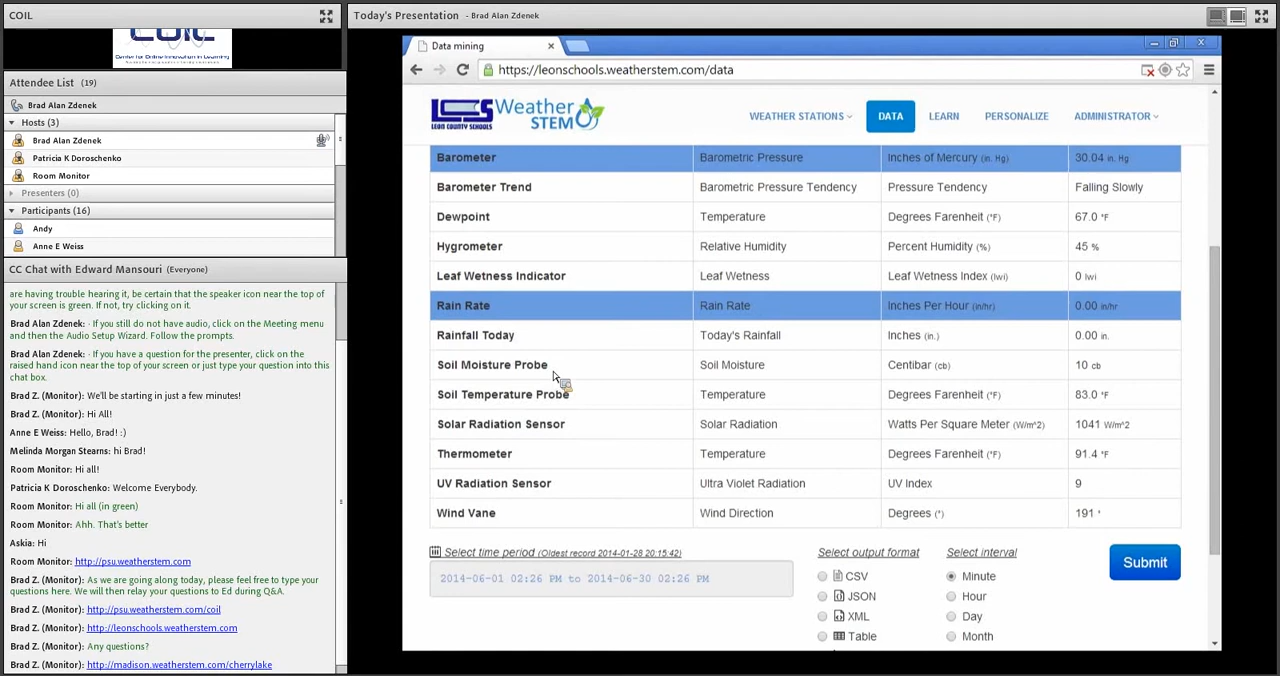 COIL
COIL
Center for Online Innovation in Learning
Attendee List (19)
Brad Alan Zdenek
Hosts (3)
Brad Alan Zdenek
Patricia K Doroschenko
Room Monitor
Presenters (0)
Participants (16)
Andy
Anne E Weiss
CC Chat with Edward Mansouri (Everyone)
are having trouble hearing it, be certain that the speaker icon near the top of
your screen is green. If not, try clicking on it.
Brad Alan Zdenek: - If you still do not have audio, click on the Meeting menu
and then the Audio Setup Wizard. Follow the prompts.
Brad Alan Zdenek: - If you have a question for the presenter, click on the
raised hand icon near the top of your screen or just type your question into this
chat box.
Brad Z. (Monitor): We'll be starting in just a few minutes!
Brad Z. (Monitor): Hi All!
Anne E Weiss: Hello, Brad! :)
Melinda Morgan Stearns: hi Brad!
Room Monitor: Hi all!
Patricia K Doroschenko: Welcome Everybody.
Room Monitor: Hi all (in green)
Room Monitor: Ahh. That's better
Askia: Hi
Room Monitor: http://psu.weatherstem.com
Brad Z. (Monitor): As we are going along today, please feel free to type your
questions here. We will then relay your questions to Ed during Q&A.
Brad Z. (Monitor): http://psu.weatherstem.com/coil
Brad Z. (Monitor): http://leonschools.weatherstem.com
Brad Z. (Monitor): Any questions?
Brad Z. (Monitor): http://madison.weatherstem.com/cherrylake
Today's Presentation - Brad Alan Zdenek
Data mining
https://leonschools.weatherstem.com/data
LCS LEON COUNTY SCHOOLS Weather STEM
WEATHER STATIONS DATA LEARN PERSONALIZE ADMINISTRATOR
Barometer Barometric Pressure Inches of Mercury (in. Hg) 30.04 in. Hg
Barometer Trend Barometric Pressure Tendency Pressure Tendency Falling Slowly
Dewpoint Temperature Degrees Farenheit (°F) 67.0 °F
Hygrometer Relative Humidity Percent Humidity (%) 45 %
Leaf Wetness Indicator Leaf Wetness Leaf Wetness Index (lwi) 0 lwi
Rain Rate Rain Rate Inches Per Hour (in/hr) 0.00 in/hr
Rainfall Today Today's Rainfall Inches (in.) 0.00 in.
Soil Moisture Probe Soil Moisture Centibar (cb) 10 cb
Soil Temperature Probe Temperature Degrees Farenheit (°F) 83.0 °F
Solar Radiation Sensor Solar Radiation Watts Per Square Meter (W/m^2) 1041 W/m^2
Thermometer Temperature Degrees Farenheit (°F) 91.4 °F
UV Radiation Sensor Ultra Violet Radiation UV Index 9
Wind Vane Wind Direction Degrees (°) 191 °
Select time period (Oldest record 2014-01-28 20:15:42)
2014-06-01 02:26 PM to 2014-06-30 02:26 PM
Select output format
CSV
JSON
XML
Table
Select interval
Minute
Hour
Day
Month
Submit